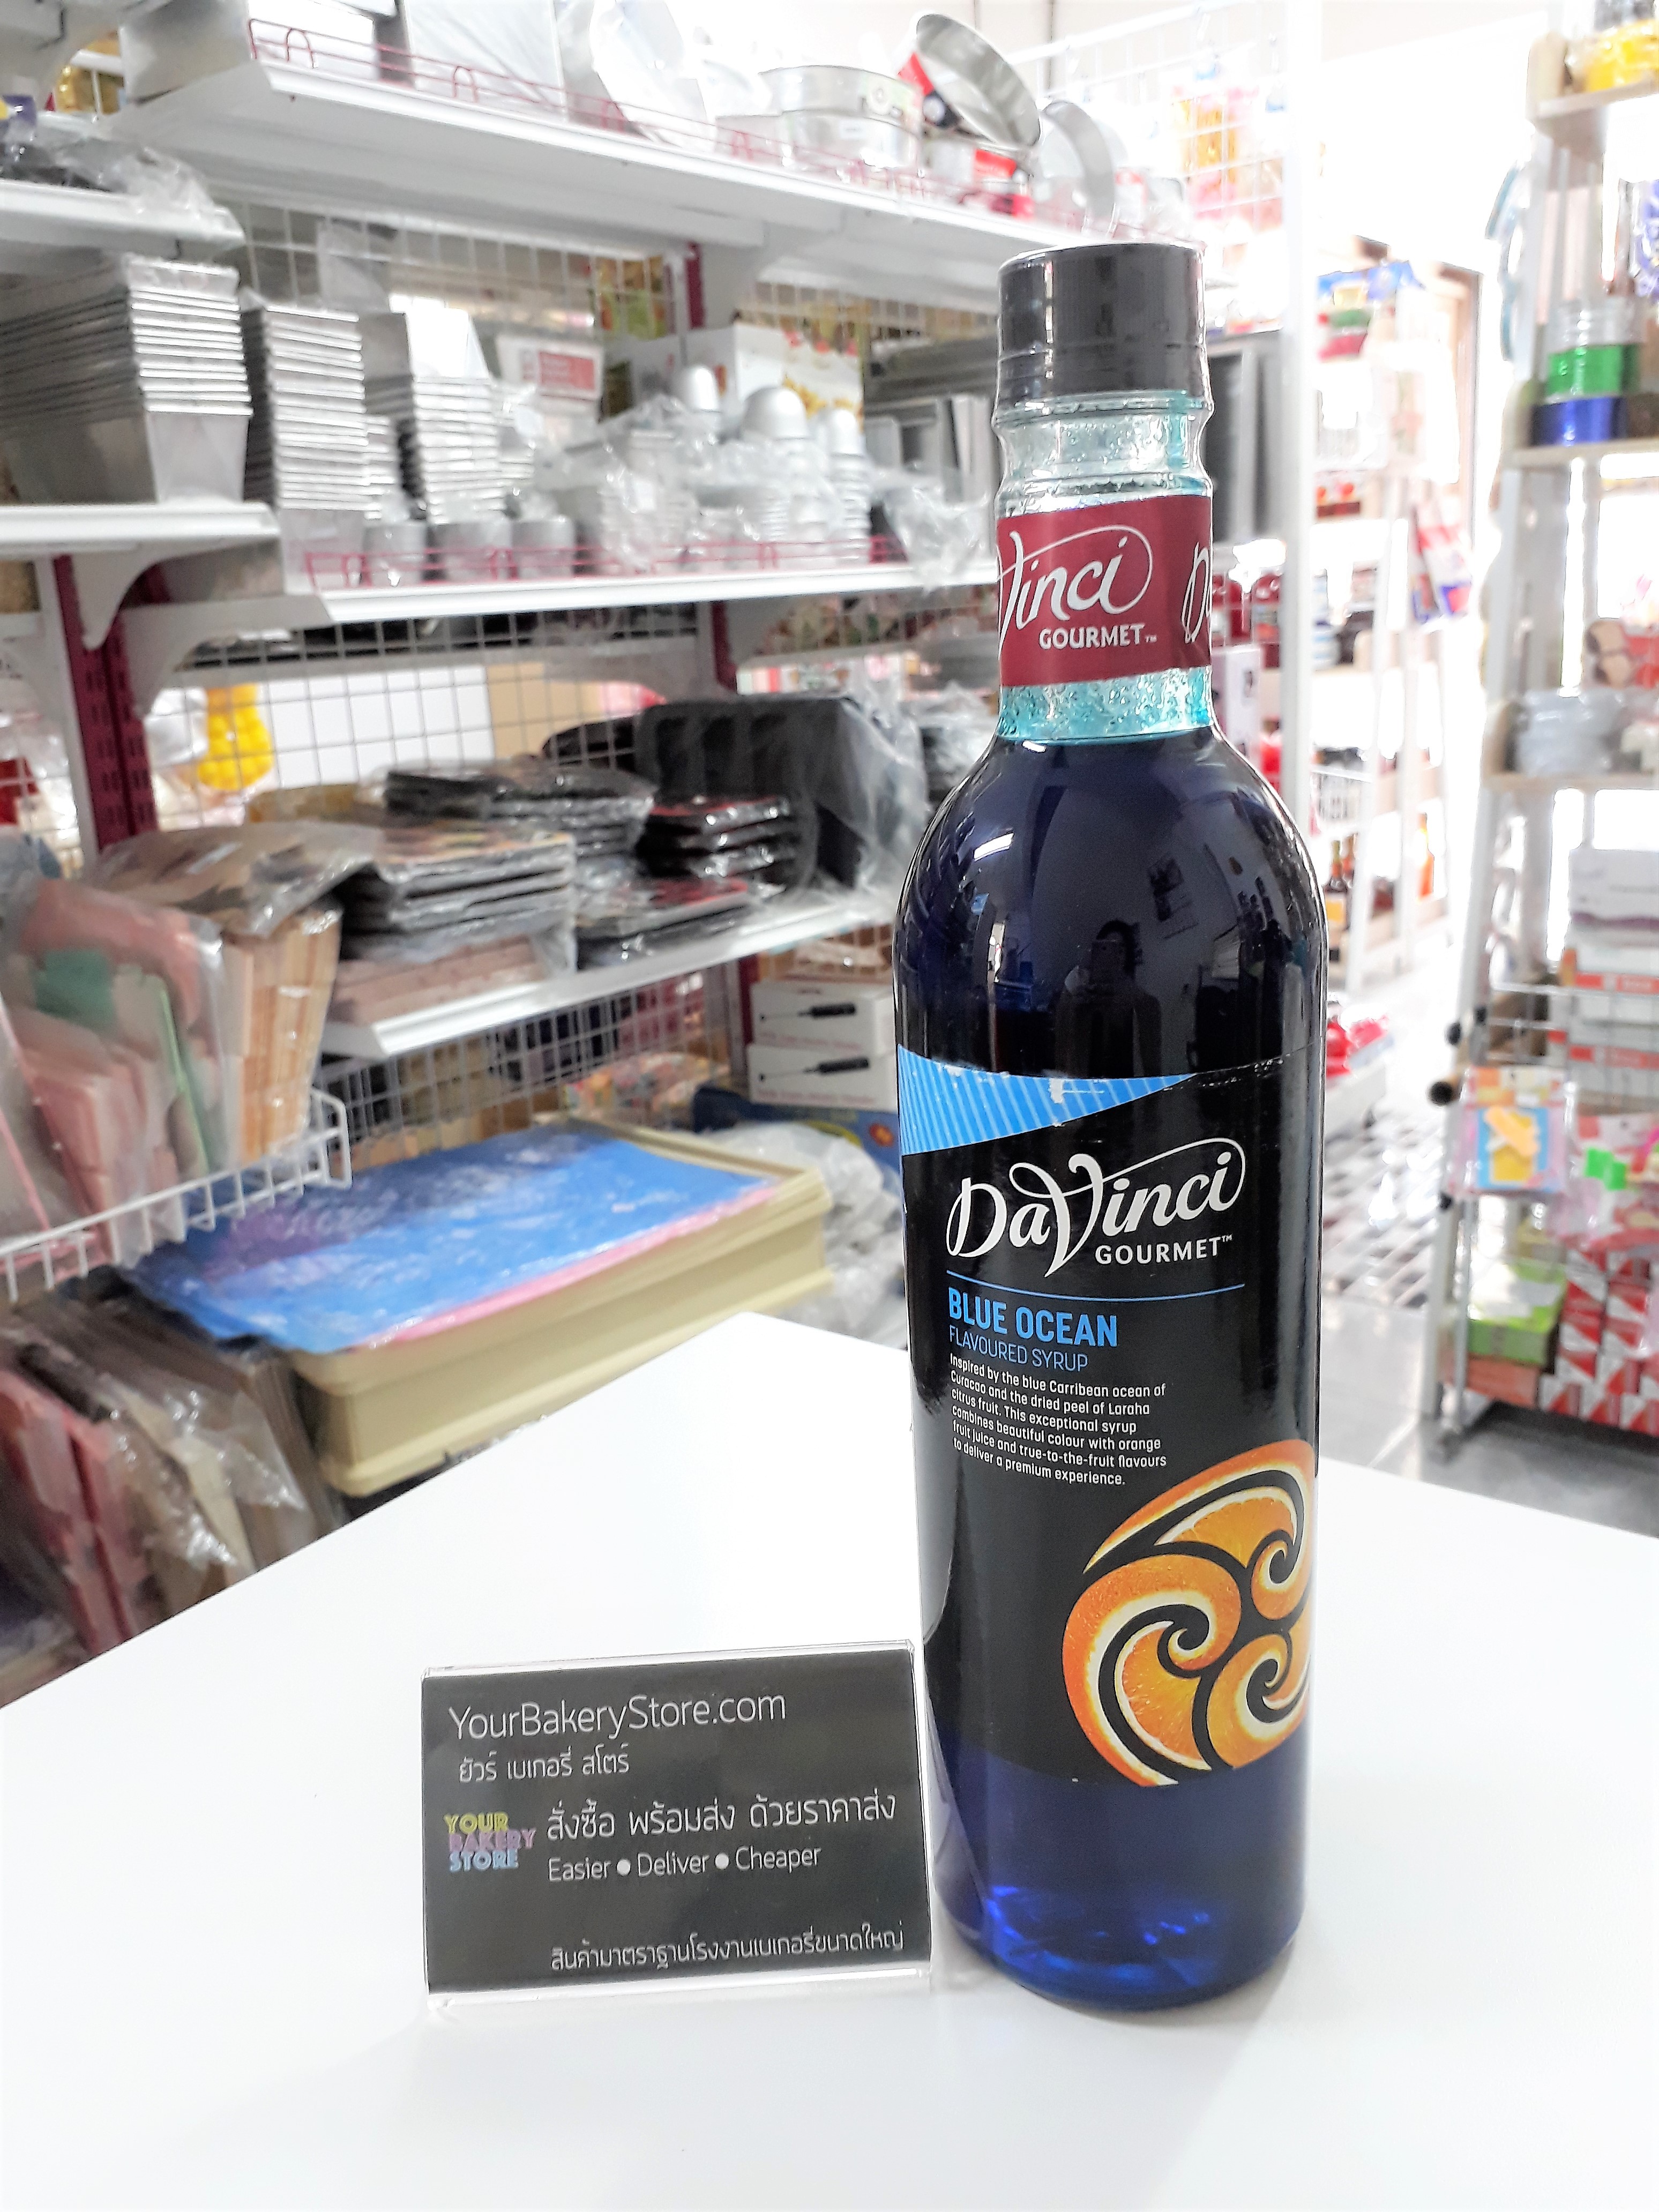 Vinci
GOURMET™
DaVinci
GOURMET™
BLUE OCEAN
FLAVOURED SYRUP
Inspired by the blue Carribean ocean of
Curacao and the dried peel of Laraha
citrus fruit. This exceptional syrup
combines beautiful colour with orange
fruit juice and true-to-the-fruit flavours
to deliver a premium experience.
YourBakeryStore.com
ยัวร์ เบเกอรี่ สโตร์
YOUR
BAKERY
STORE
สั่งซื้อ พร้อมส่ง ด้วยราคาส่ง
Easier ● Deliver ● Cheaper
สินค้ามาตราฐานโรงงานเบเกอรี่ขนาดใหญ่